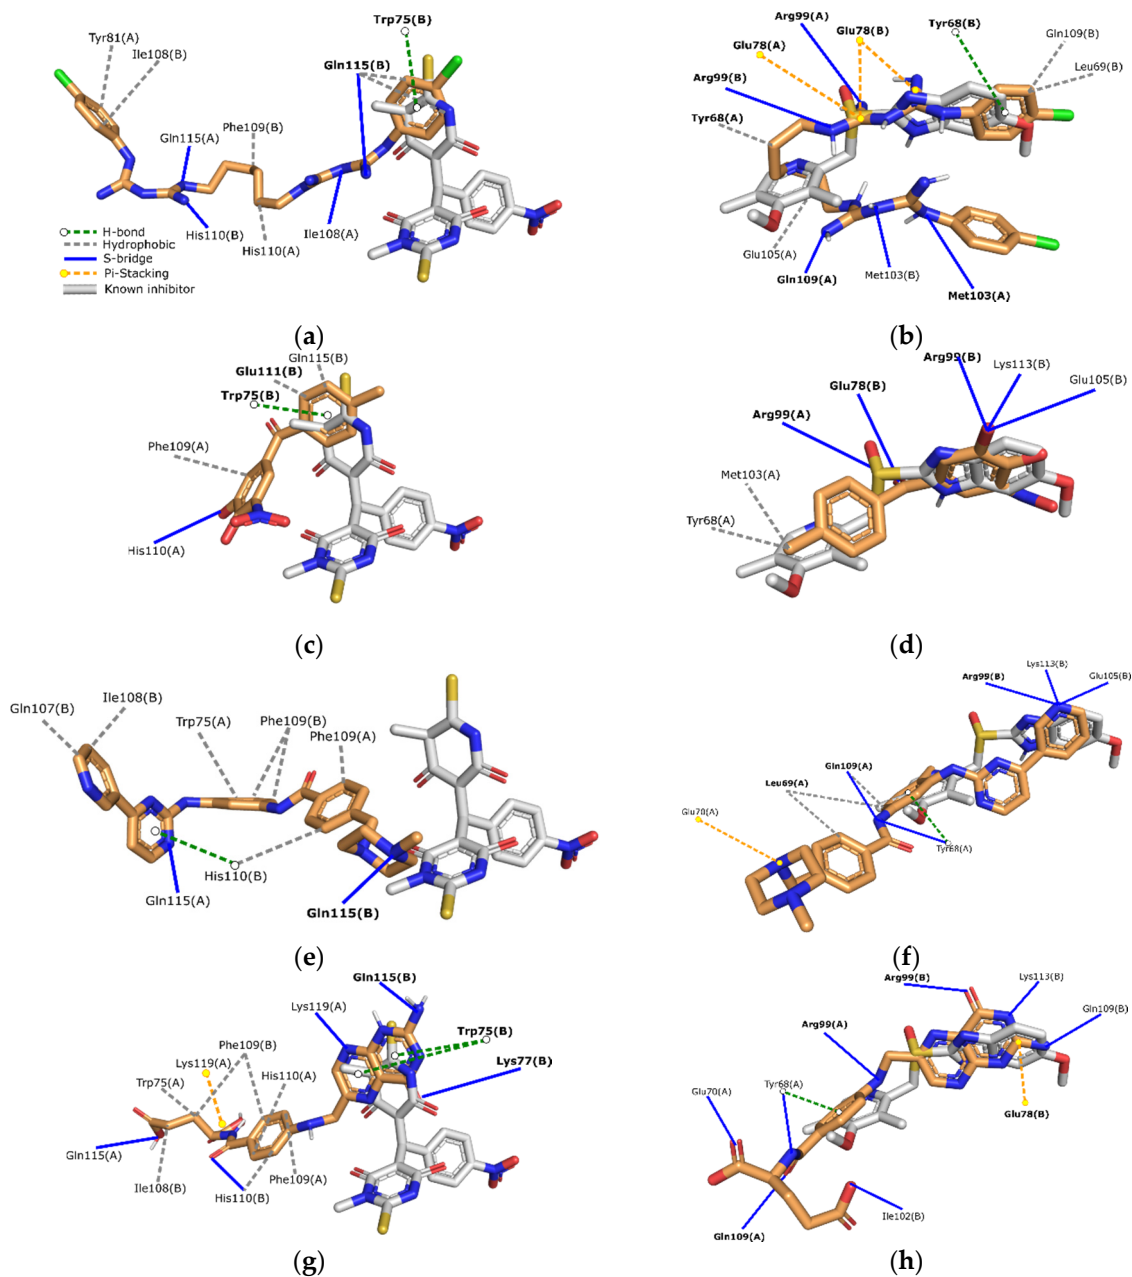 Trp75(B)
Tyr81(A)
Ile108(B)
Gln115(B)
Phe109(B)
Gln115(A)
His110(B)
His110(A)
Ile108(A)
H-bond
Hydrophobic
S-bridge
Pi-Stacking
Known inhibitor
(a)
Arg99(A)
Glu78(B)
Tyr68(B)
Glu78(A)
Gln109(B)
Leu69(B)
Arg99(B)
Tyr68(A)
Glu105(A)
Gln109(A)
Met103(B)
Met103(A)
(b)
Gln115(B)
Glu111(B)
Trp75(B)
Phe109(A)
His110(A)
(c)
Arg99(B)
Lys113(B)
Glu105(B)
Glu78(B)
Arg99(A)
Met103(A)
Tyr68(A)
(d)
Ile108(B)
Gln107(B)
Trp75(A)
Phe109(B)
Phe109(A)
His110(B)
Gln115(A)
Gln115(B)
(e)
Lys113(B)
Arg99(B)
Glu105(B)
Gln109(A)
Leu69(A)
Glu78(A)
Tyr68(A)
(f)
Gln115(B)
Lys119(A)
Trp75(B)
Phe109(B)
Lys119(A)
His110(A)
Trp75(A)
Lys77(B)
Gln115(A)
Ile108(B)
His110(B)
Phe109(A)
(g)
Arg99(B)
Lys113(B)
Gln109(B)
Arg99(A)
Tyr68(A)
Glu70(A)
Glu78(B)
Gln109(A)
Ile102(B)
(h)